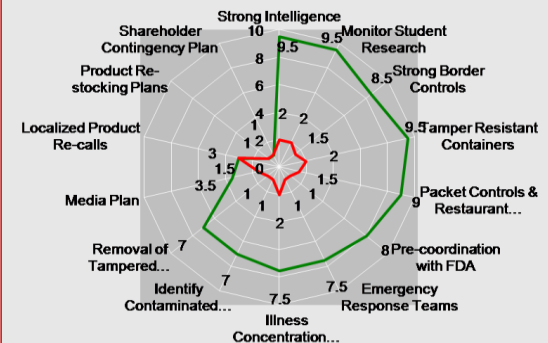 Strong Intelligence
Monitor Student
Research
Strong Border
Controls
Tamper Resistant
Containers
Packet Controls &
Restaurant...
Pre-coordination
with FDA
Emergency
Response Teams
Illness
Concentration...
Identify
Contaminated...
Removal of
Tampered...
Media Plan
Localized Product
Re-calls
Product Re-
stocking Plans
Shareholder
Contingency Plan
10
8
6
4
2
0
9.5
9.5
8.5
9.5
9
8
7.5
7.5
7
7
3.5
3
1
2
2
1.5
2
1.5
1
1
2
1
1
1
1.5
1